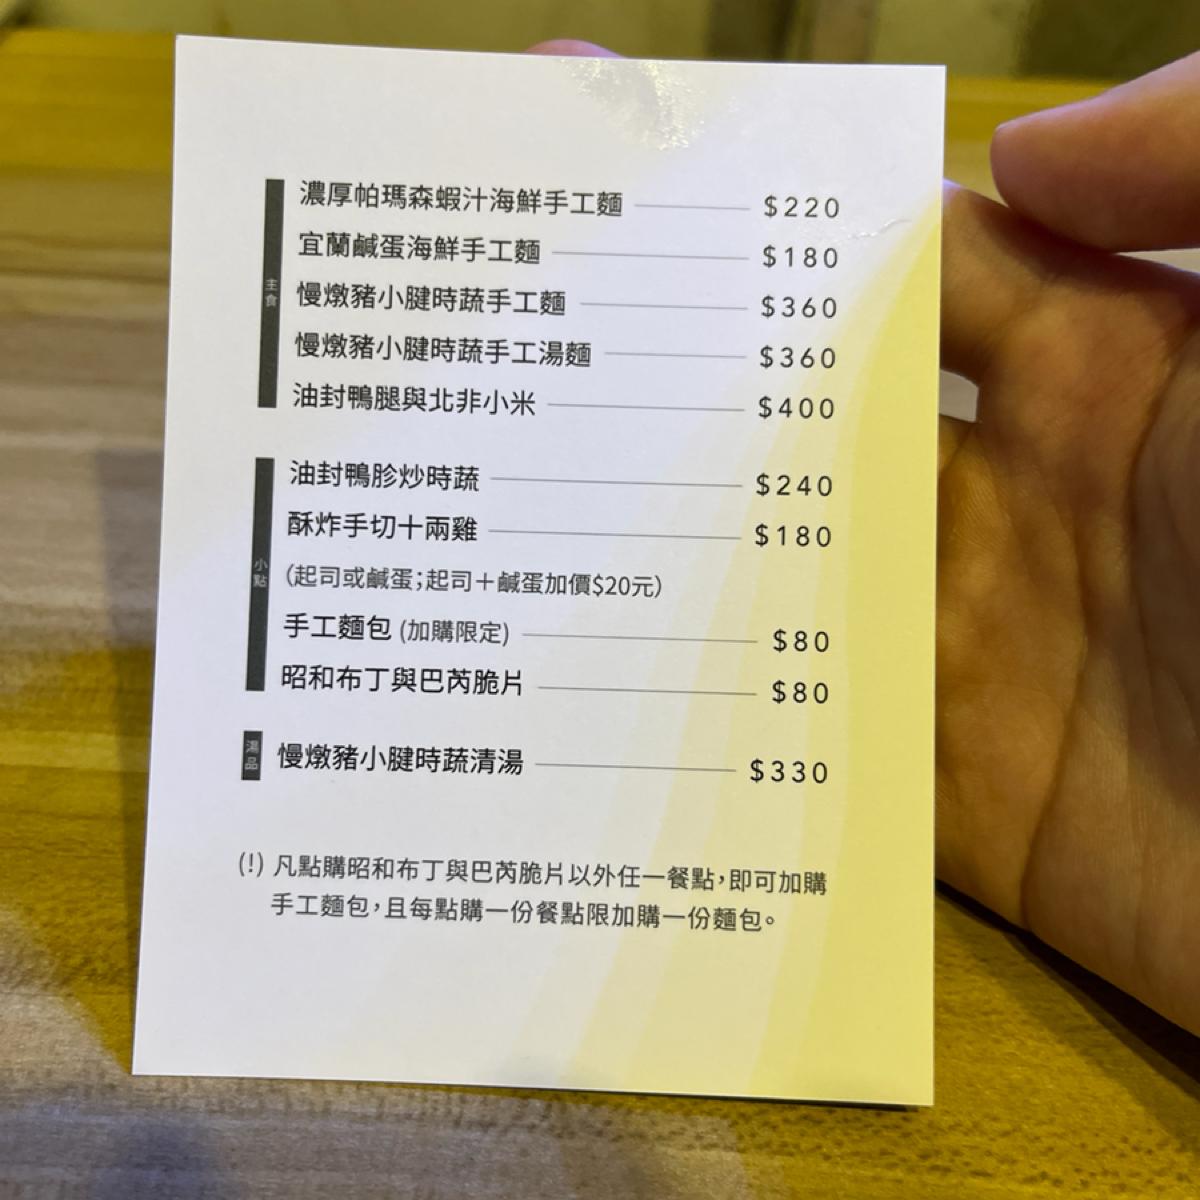 主食
濃厚帕瑪森蝦汁海鮮手工麵 $220
宜蘭鹹蛋海鮮手工麵 $180
慢燉豬小腱時蔬手工麵 $360
慢燉豬小腱時蔬手工湯麵 $360
油封鴨腿與北非小米 $400
小點
油封鴨胗炒時蔬 $240
酥炸手切十兩雞 $180
(起司或鹹蛋;起司＋鹹蛋加價$20元)
手工麵包 (加購限定) $80
昭和布丁與巴芮脆片 $80
湯品
慢燉豬小腱時蔬清湯 $330
(!) 凡點購昭和布丁與巴芮脆片以外任一餐點,即可加購
手工麵包,且每點購一份餐點限加購一份麵包。